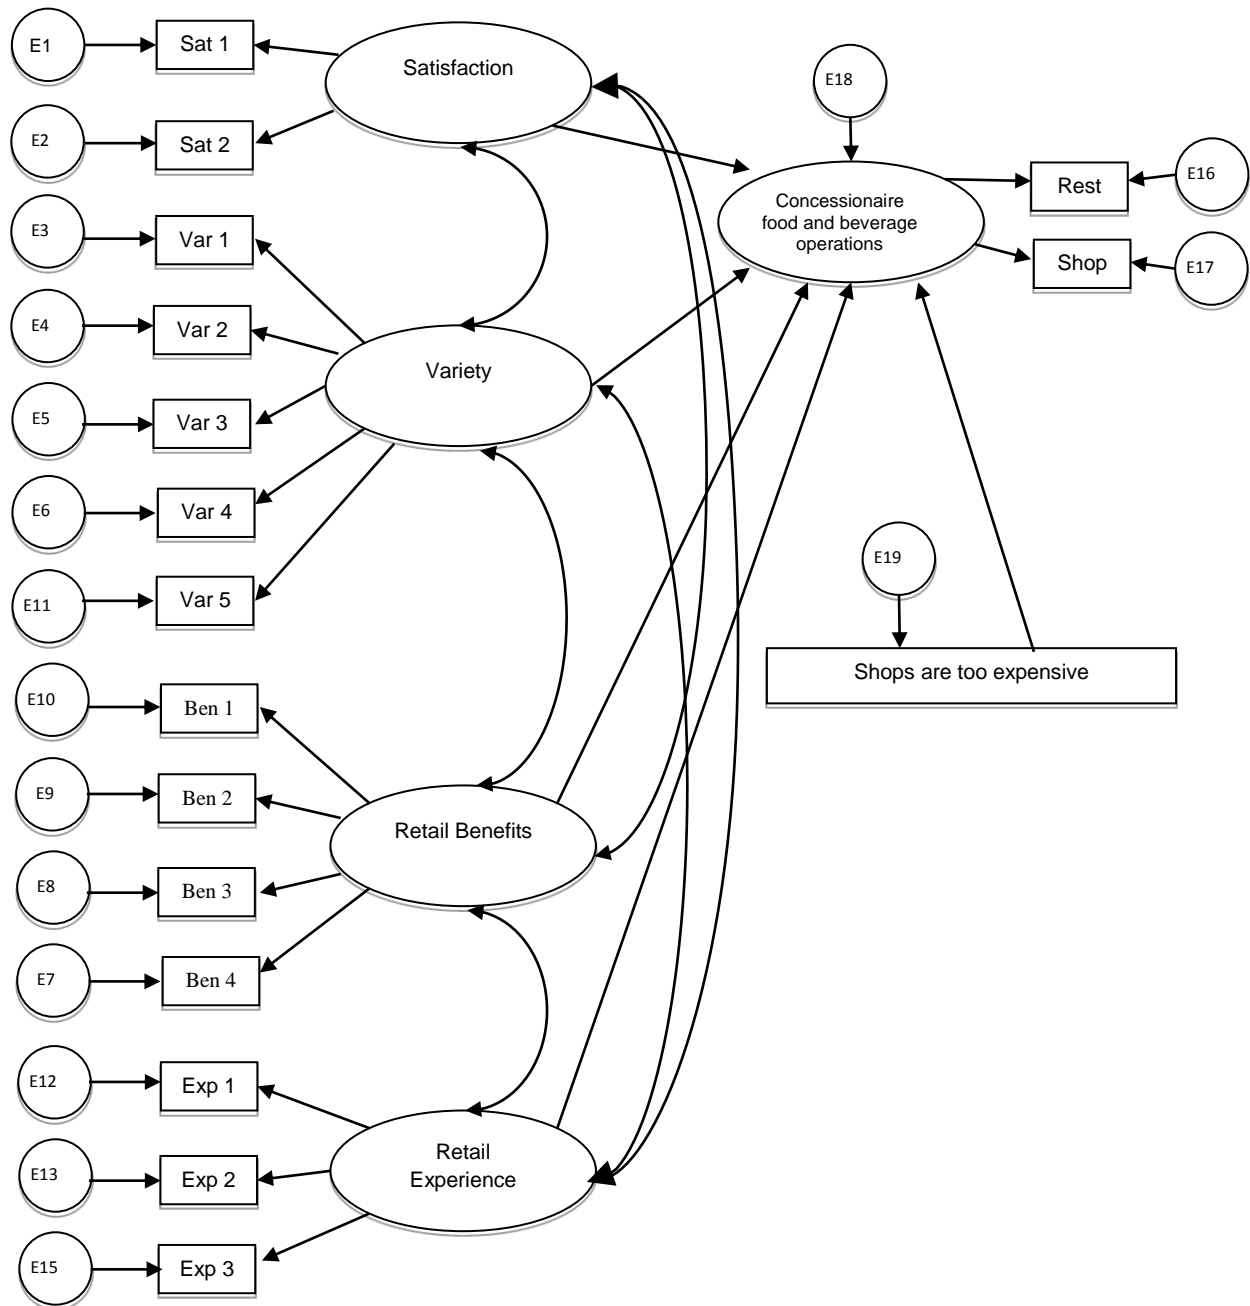 E1
Sat 1
Satisfaction
E18
E2
Sat 2
E3
Var 1
Concessionaire
food and beverage
operations
Rest
E16
Shop
E17
E4
Var 2
Variety
E5
Var 3
E6
Var 4
E11
Var 5
E19
Shops are too expensive
E10
Ben 1
E9
Ben 2
Retail Benefits
E8
Ben 3
E7
Ben 4
E12
Exp 1
E13
Exp 2
Retail
Experience
E15
Exp 3